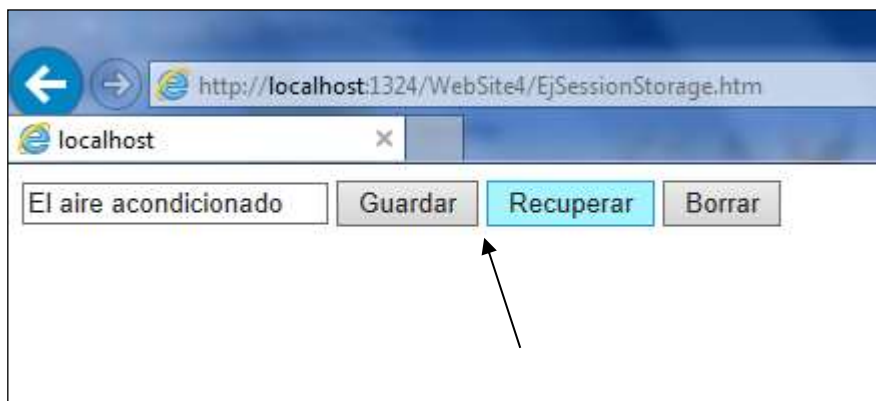 http://localhost:1324/WebSite4/EjSessionStorage.htm
localhost
El aire acondicionado Guardar Recuperar Borrar